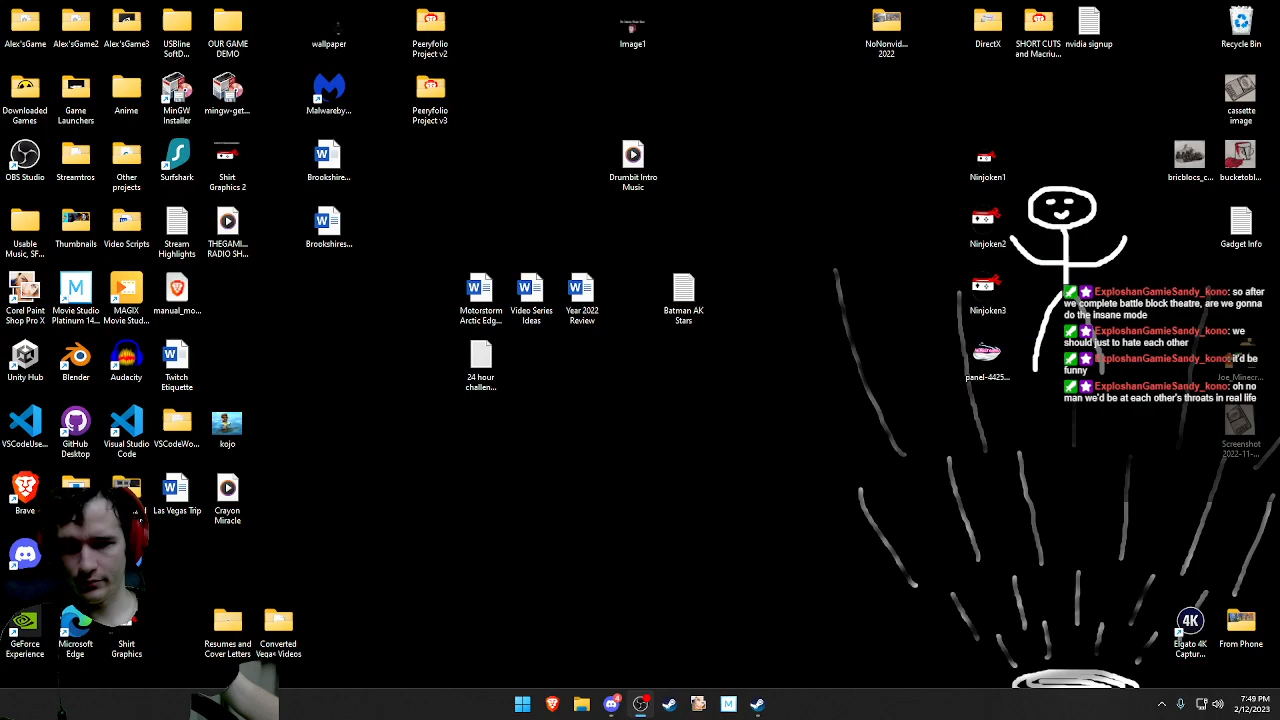 Alex'sGame
Alex'sGame2
Alex'sGame3
USBline
SoftD...
OUR GAME
DEMO
wallpaper
Peeryfolio
Project v2
Image1
NoNonvid...
2022
DirectX
SHORT CUTS
and Macriu...
nvidia signup
Recycle Bin
Downloaded
Games
Game
Launchers
Anime
MinGW
Installer
mingw-get...
Malwareby...
Peeryfolio
Project v3
cassette
image
OBS Studio
Streamtros
Other
projects
Surfshark
Shirt
Graphics 2
Brookshire...
Drumbit Intro
Music
Ninjoken1
bricblocs_c...
bucketobl...
Usable
Music, SF...
Thumbnails
Video Scripts
Stream
Highlights
THEGAMI...
RADIO SH...
Brookshires...
Ninjoken2
Gadget Info
Corel Paint
Shop Pro X
Movie Studio
Platinum 14...
MAGIX
Movie Stud...
manual_mo...
Motorstorm
Arctic Edg...
Video Series
Ideas
Year 2022
Review
Batman AK
Stars
Ninjoken3
ExploshanGamieSandy_kono: so after
we complete battle block theatre, are we gonna
do the insane mode
ExploshanGamieSandy_kono: we
should just to hate each other
ExploshanGamieSandy_kono: it'd be
funny
ExploshanGamieSandy_kono: oh no
man we'd be at each other's throats in real life
Unity Hub
Blender
Audacity
Twitch
Etiquette
24 hour
challen...
panel-4425...
Joe_Minecr...
VSCodeUse...
GitHub
Desktop
Visual Studio
Code
VSCodeWo...
kojo
Screenshot
2022-11-...
Brave
Las Vegas Trip
Crayon
Miracle
GeForce
Experience
Microsoft
Edge
Shirt
Graphics
Resumes and
Cover Letters
Converted
Vegas Videos
4K
Elgato 4K
Captur...
From Phone
7:49 PM
2/12/2023